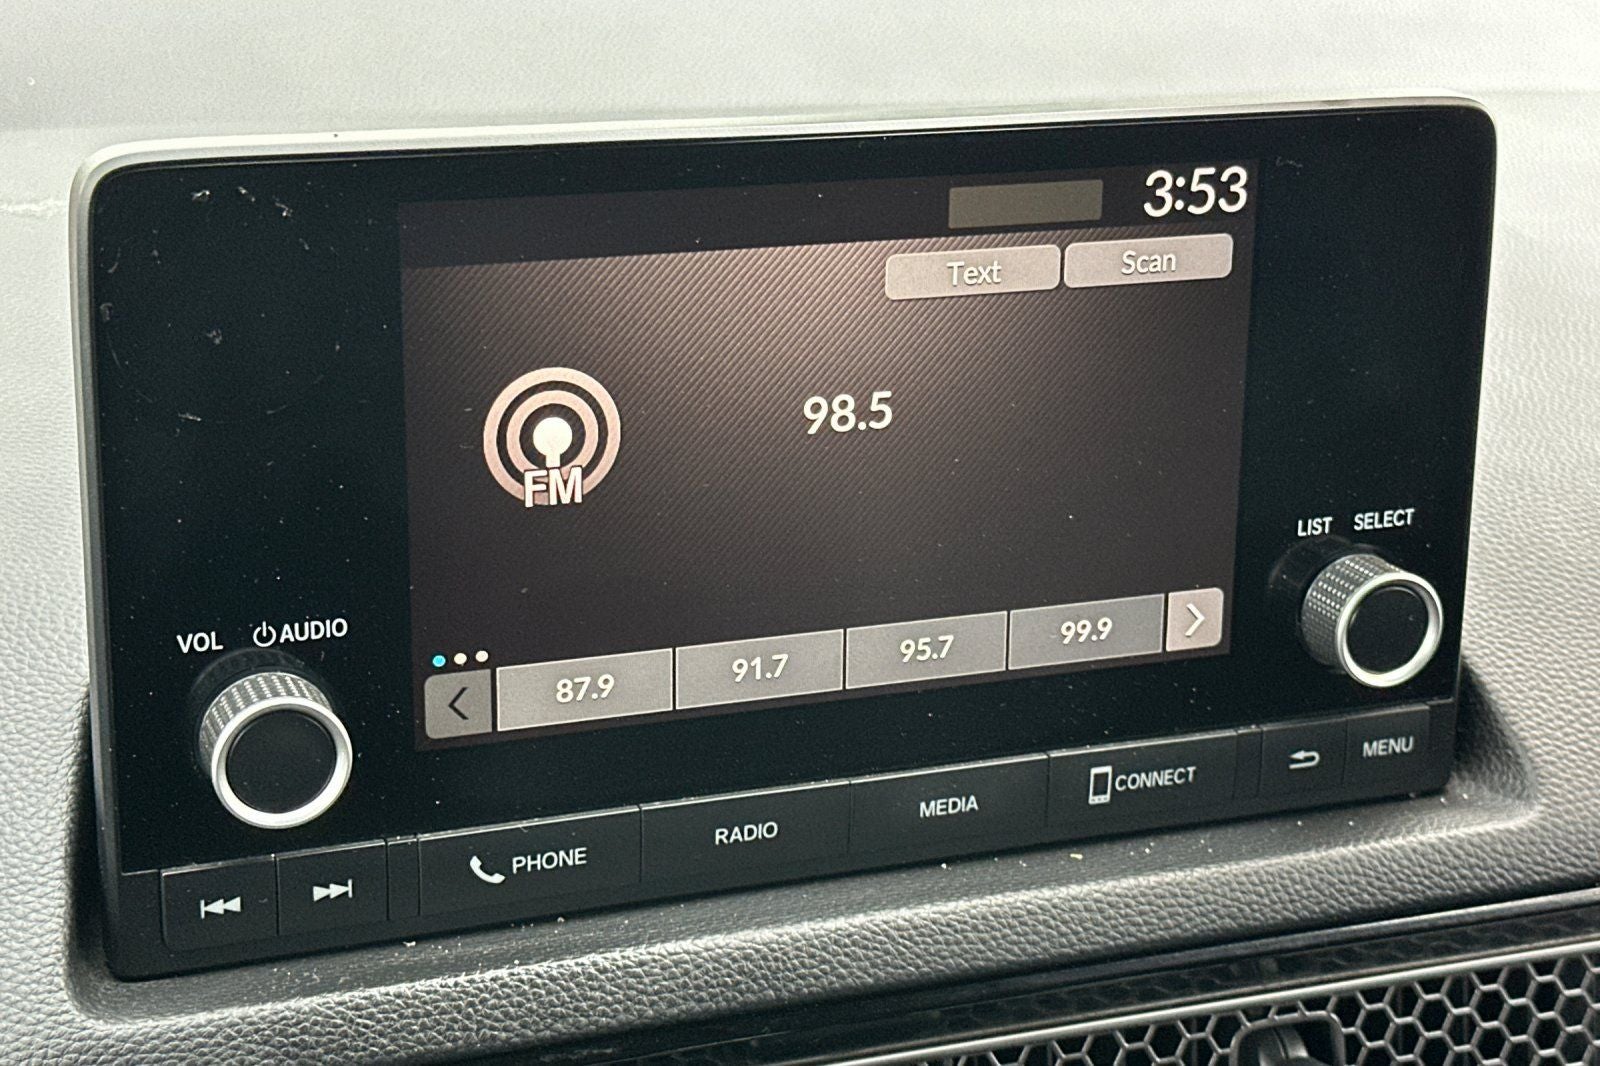 3:53
Text Scan
98.5
FM
LIST SELECT
VOL AUDIO
87.9 91.7 95.7 99.9
PHONE RADIO MEDIA CONNECT MENU